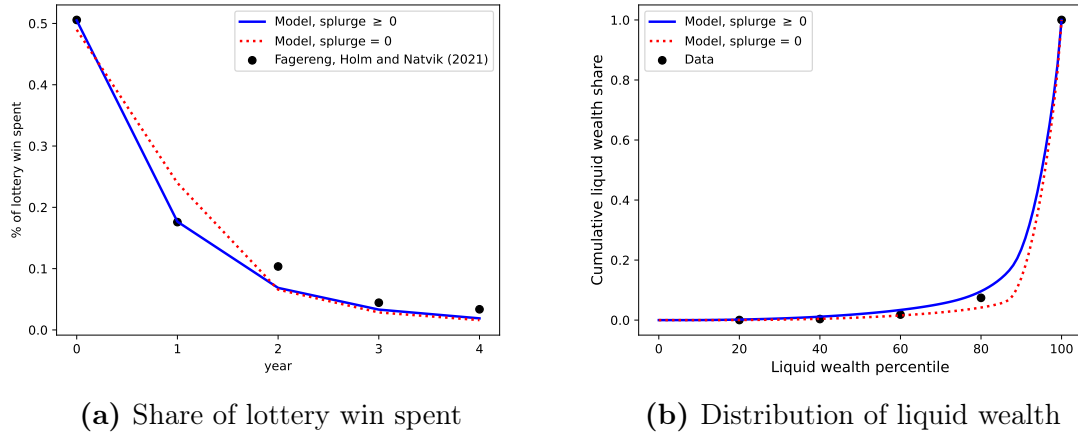 0.5
0.4
0.3
0.2
0.1
0.0
% of lottery win spent
0 1 2 3 4
year
Model, splurge ≥ 0
Model, splurge = 0
Fagereng, Holm and Natvik (2021)
(a) Share of lottery win spent
1.0
0.8
0.6
0.4
0.2
0.0
Cumulative liquid wealth share
0 20 40 60 80 100
Liquid wealth percentile
Model, splurge ≥ 0
Model, splurge = 0
Data
(b) Distribution of liquid wealth